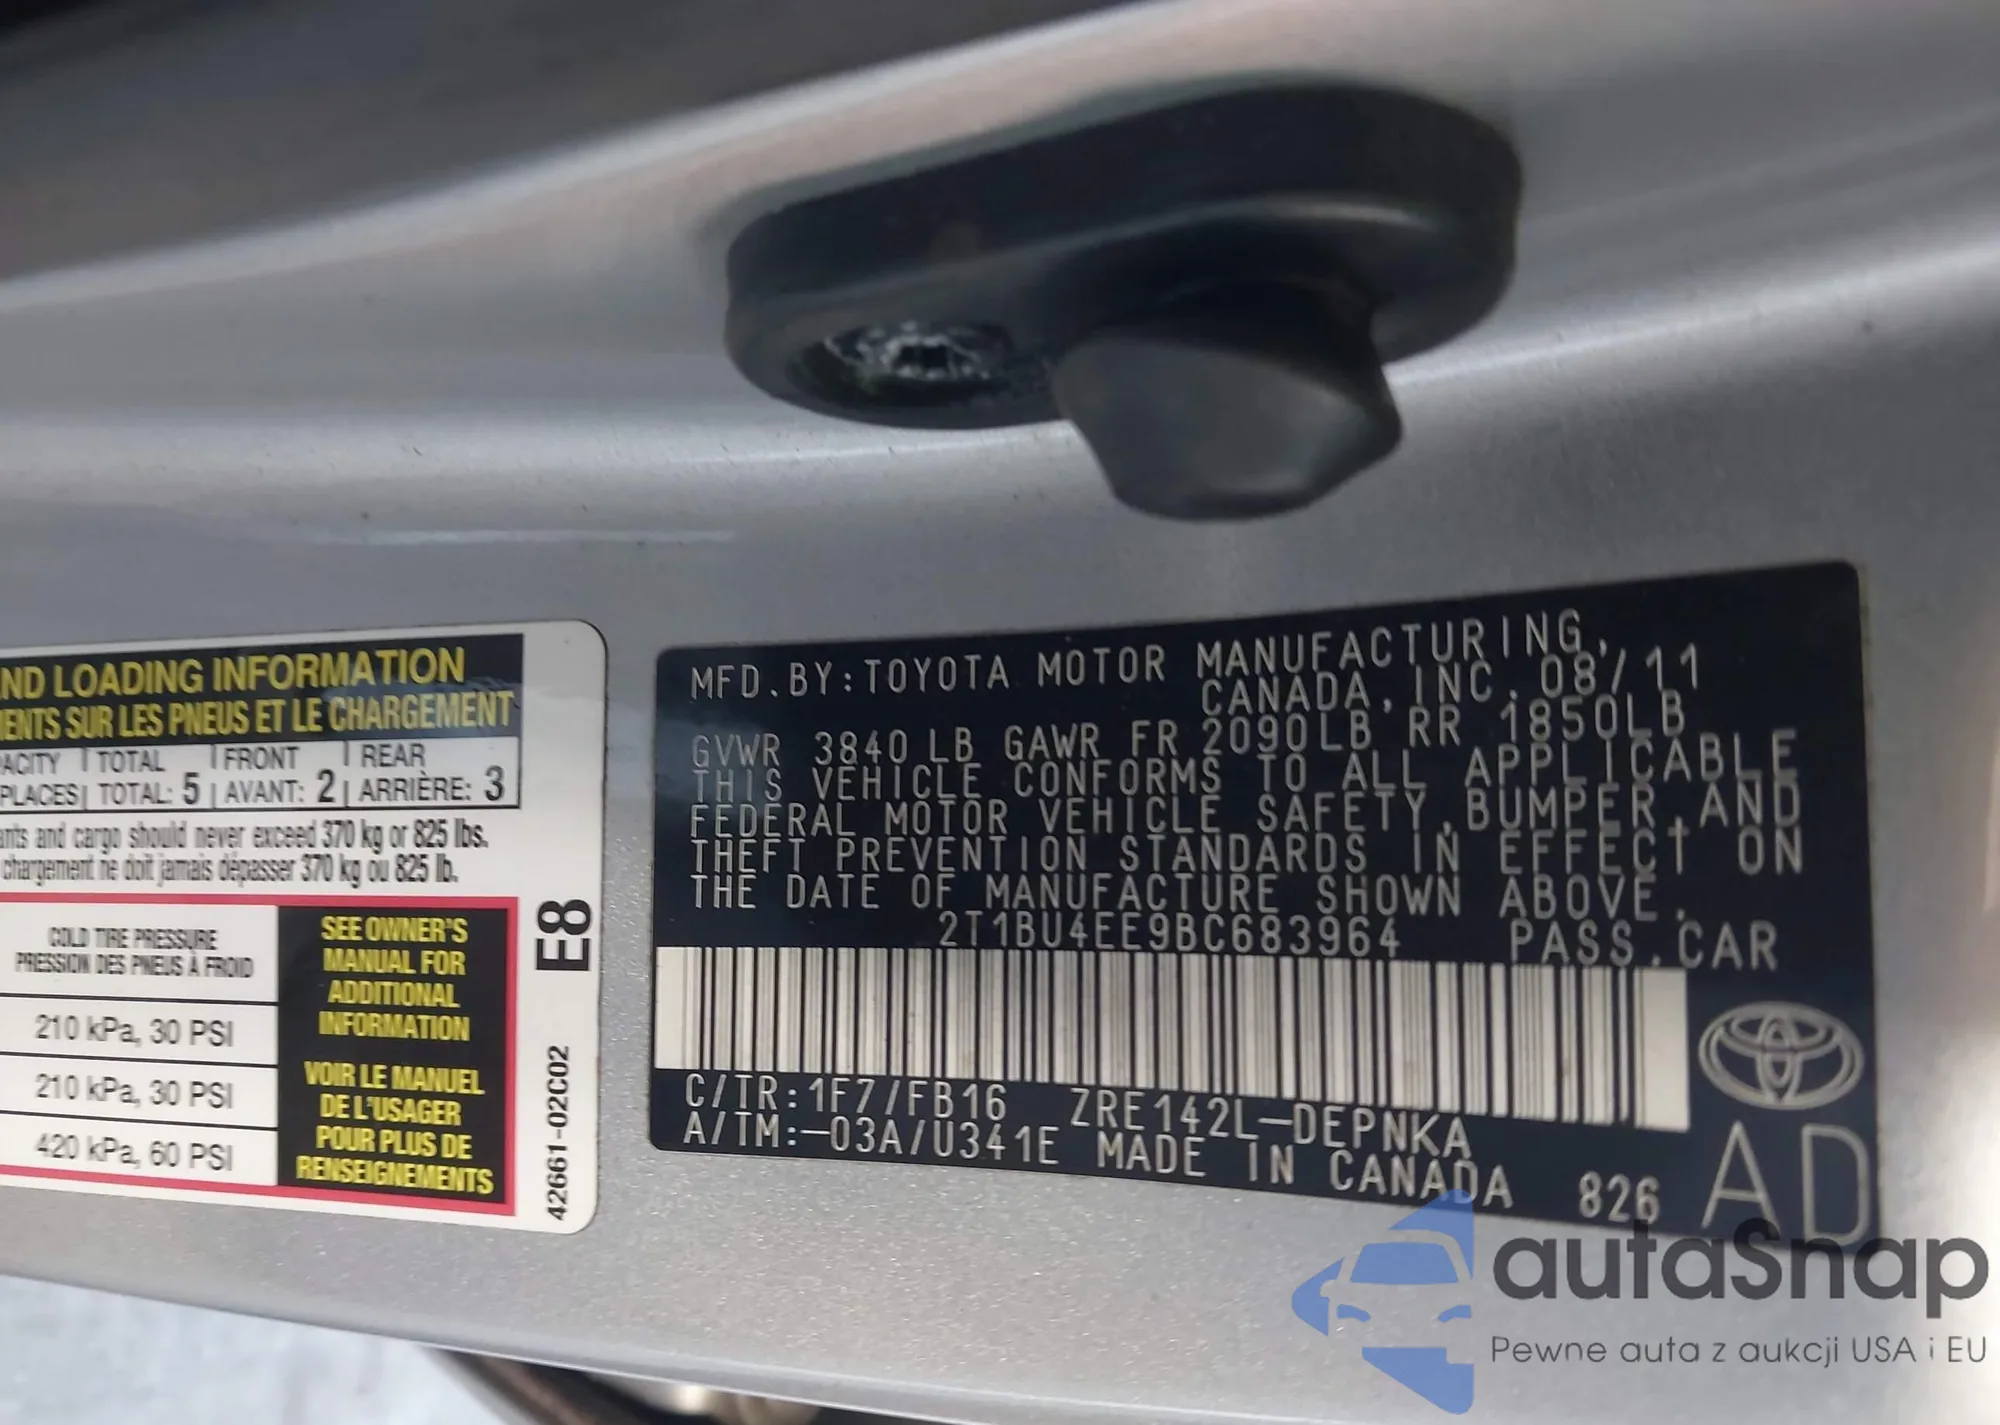 ND LOADING INFORMATION
MENTS SUR LES PNEUS ET LE CHARGEMENT
ACITY TOTAL FRONT REAR
PLACES TOTAL: 5 AVANT: 2 ARRIÈRE: 3
ants and cargo should never exceed 370 kg or 825 lbs.
chargement ne doit jamais dépasser 370 kg ou 825 lb.
COLD TIRE PRESSURE
PRESSION DES PNEUS À FROID
210 kPa, 30 PSI
210 kPa, 30 PSI
420 kPa, 60 PSI
SEE OWNER'S
MANUAL FOR
ADDITIONAL
INFORMATION
VOIR LE MANUEL
DE L'USAGER
POUR PLUS DE
RENSEIGNEMENTS
E8
42661-02C02
MFD.BY:TOYOTA MOTOR MANUFACTURING,
CANADA,INC. 08/11
GVWR 3840LB GAWR FR 2090LB RR 1850LB
THIS VEHICLE CONFORMS TO ALL APPLICABLE
FEDERAL MOTOR VEHICLE SAFETY,BUMPER,AND
THEFT PREVENTION STANDARDS IN EFFECT ON
THE DATE OF MANUFACTURE SHOWN ABOVE.
2T1BU4EE9BC683964 PASS.CAR
C/TR:1F7/FB16 ZRE142L-DEPNKA
A/TM:-03A/U341E MADE IN CANADA 826
AD
autaSnap
Pewne auta z aukcji USA i EU